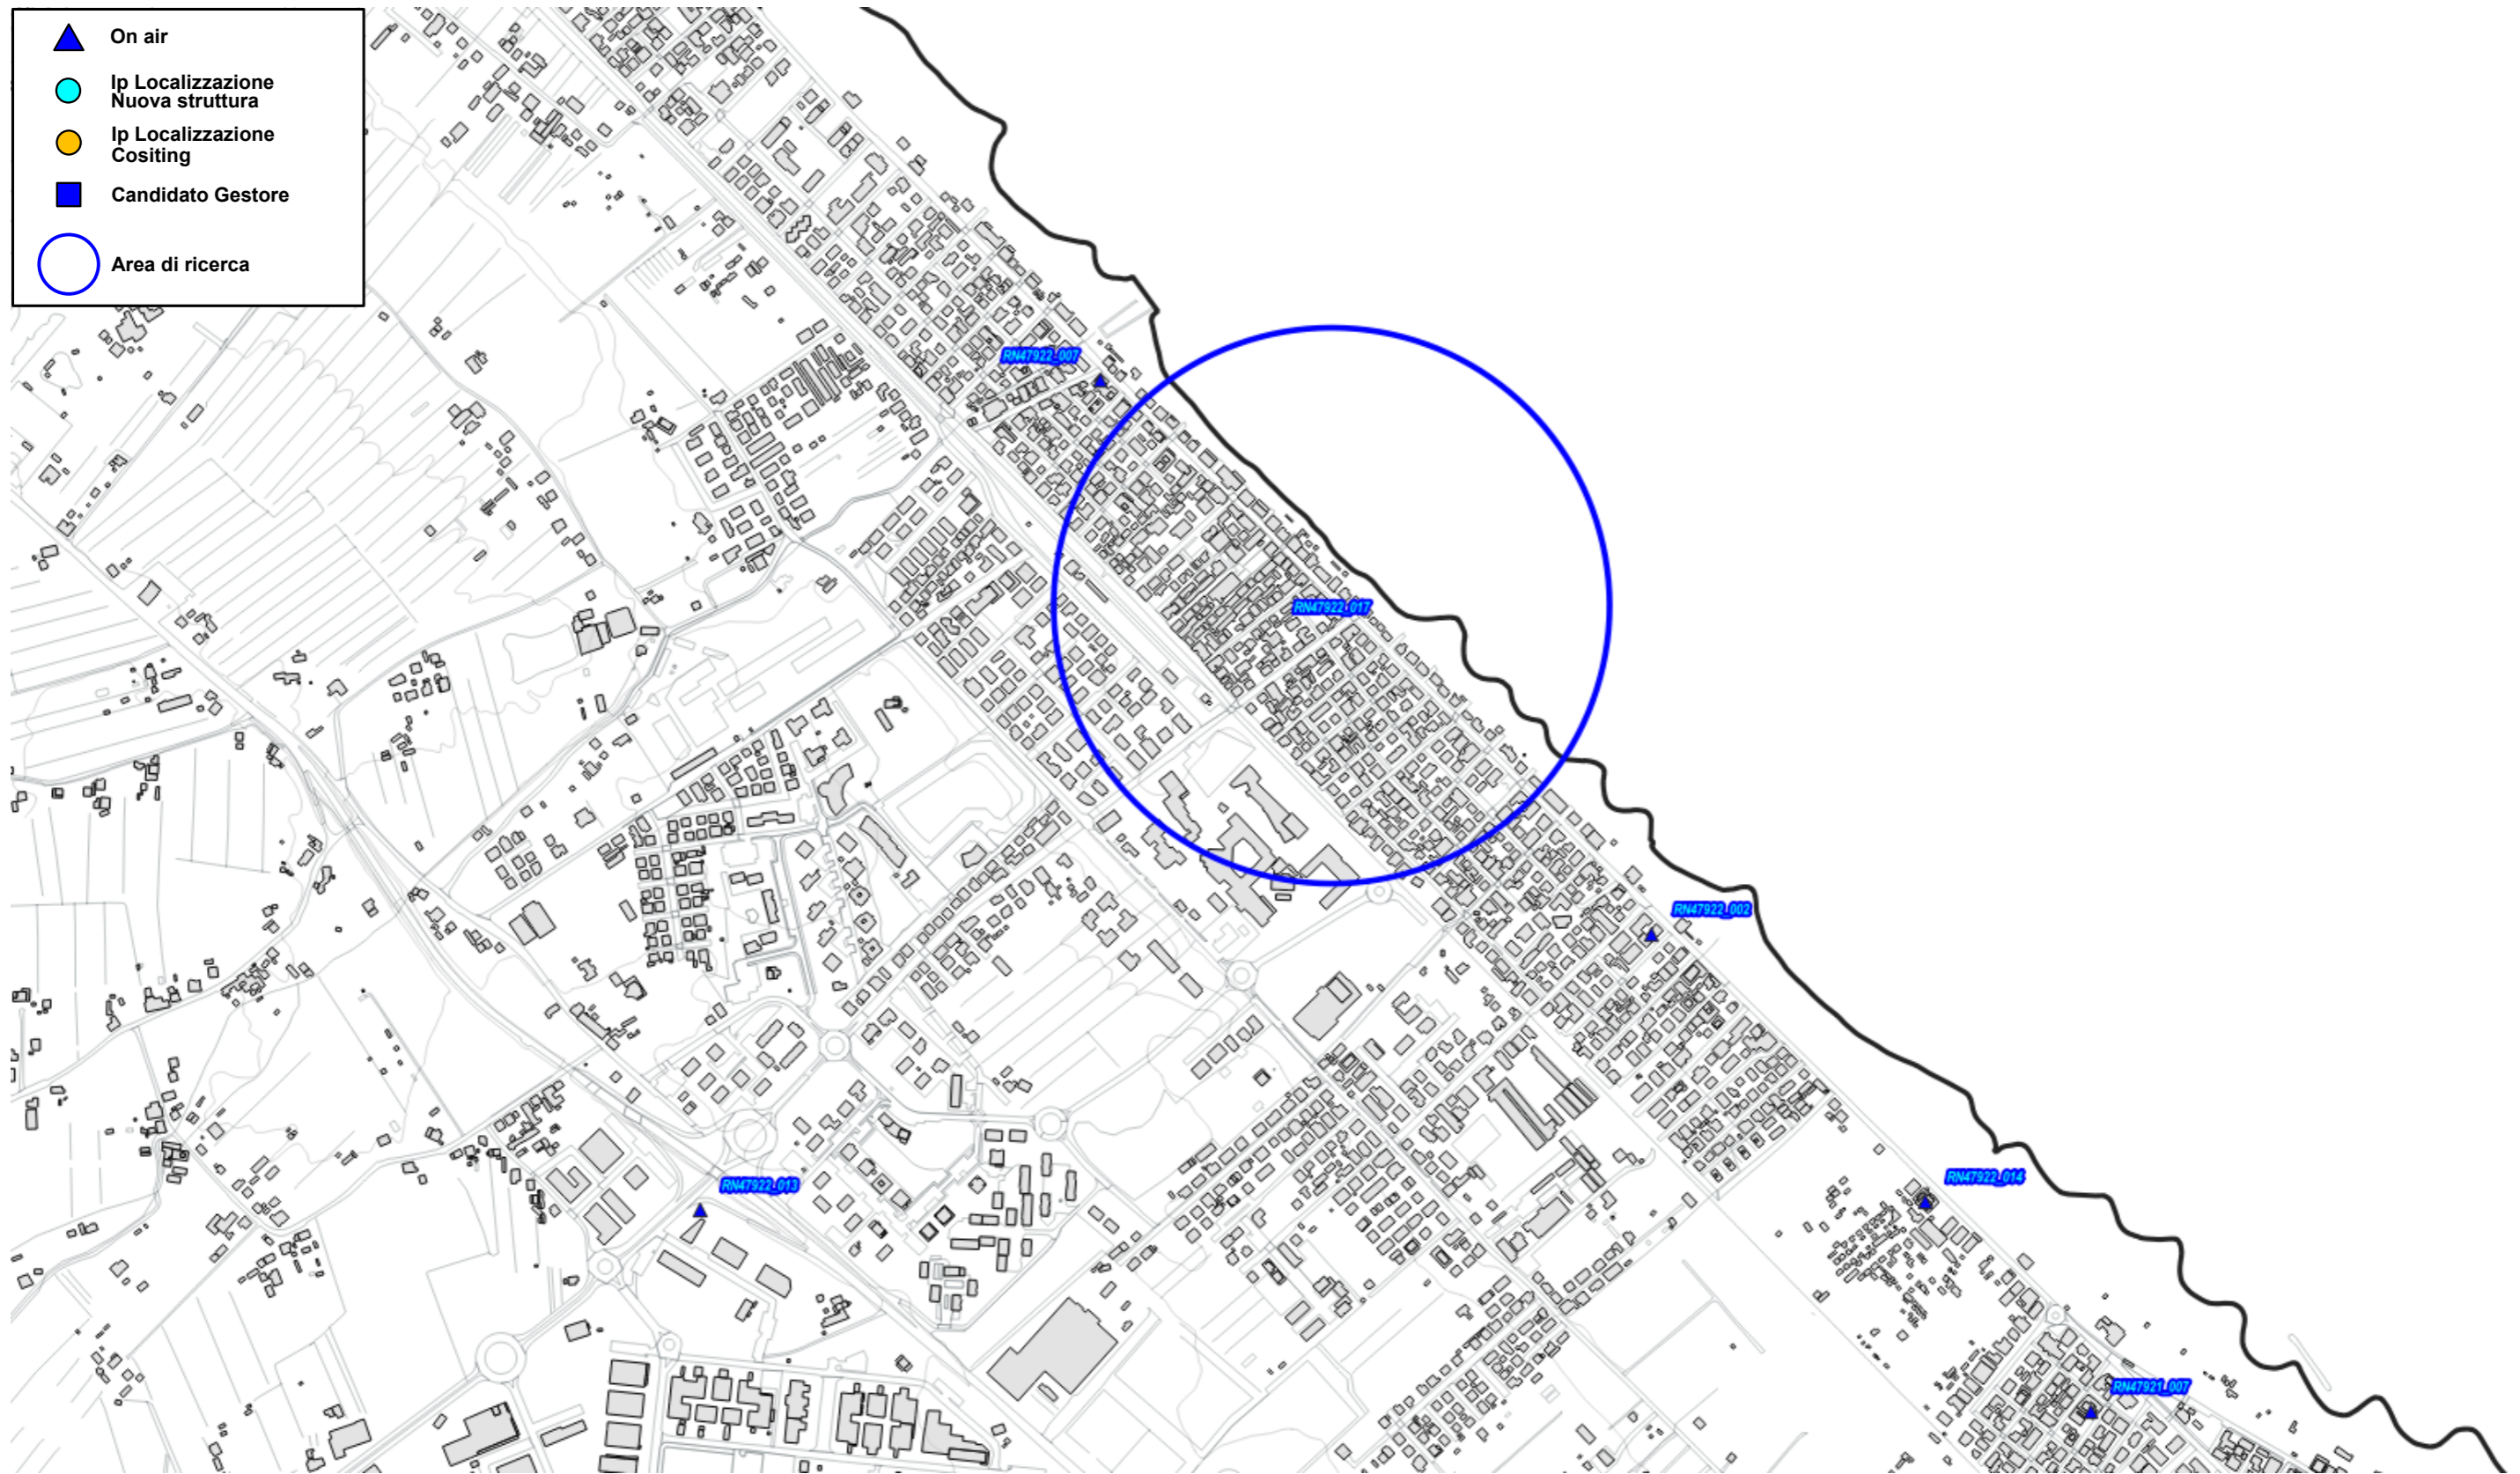 On air
Ip Localizzazione
Nuova struttura
Ip Localizzazione
Cositing
Candidato Gestore
Area di ricerca
RN47922_007
RN47922_017
RN47922_002
RN47922_013
RN47922_014
RN47921_007